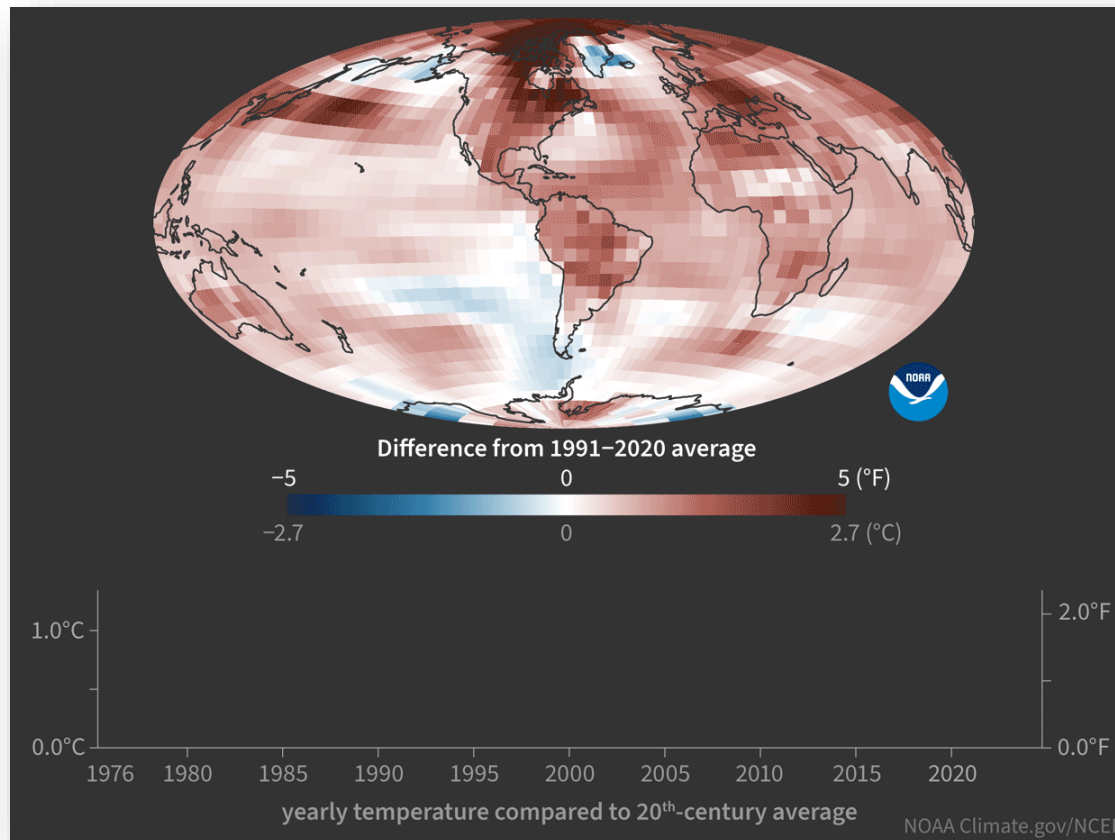 NOAA
Difference from 1991−2020 average
−5 0 5 (°F)
−2.7 0 2.7 (°C)
1.0°C 2.0°F
0.0°C 0.0°F
1976 1980 1985 1990 1995 2000 2005 2010 2015 2020
yearly temperature compared to 20th-century average
NOAA Climate.gov/NCEI